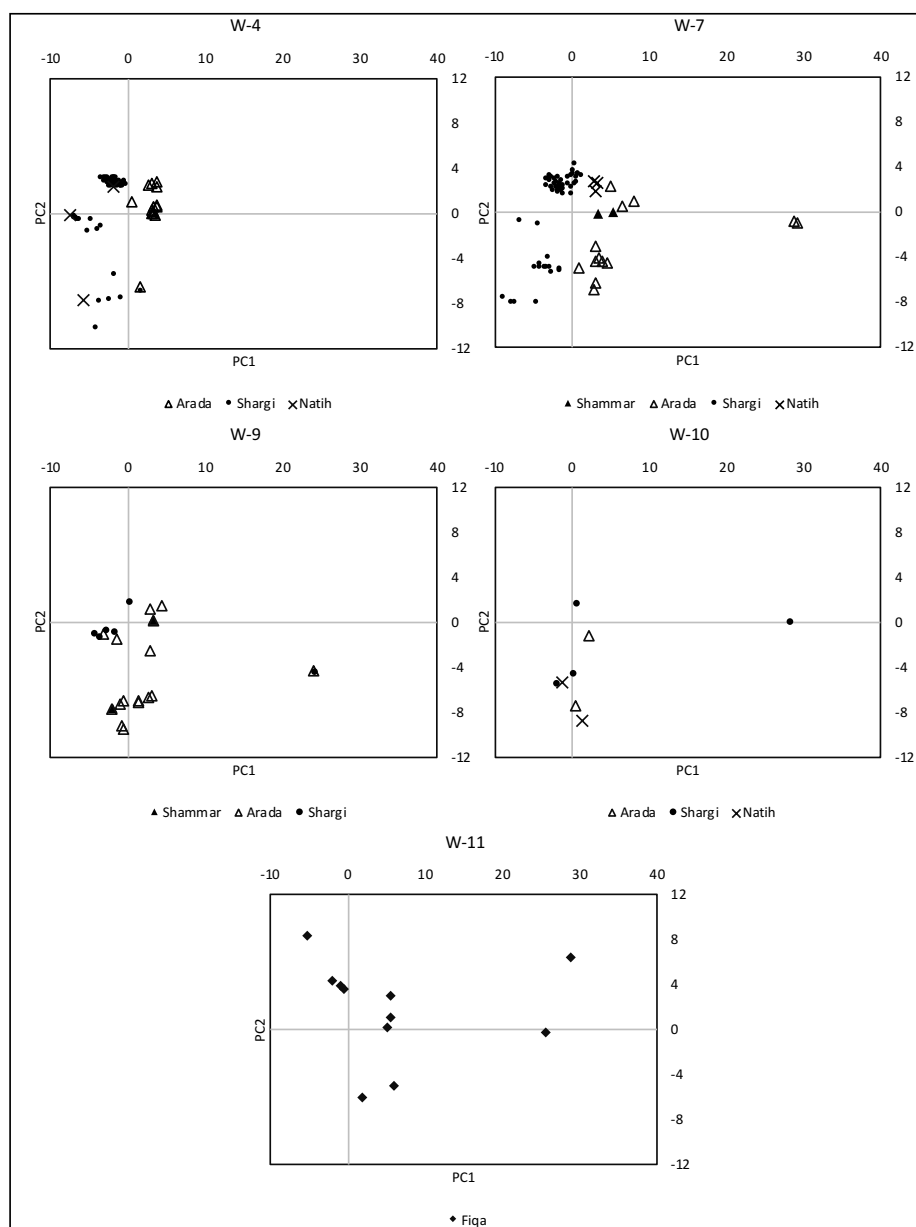 W-4
-10 0 10 20 30 40
12
8
4
0
-4
-8
-12
PC2
PC1
Arada Shargi Natih
W-7
-10 0 10 20 30 40
12
8
4
0
-4
-8
-12
PC2
PC1
Shammar Arada Shargi Natih
W-9
-10 0 10 20 30 40
12
8
4
0
-4
-8
-12
PC2
PC1
Shammar Arada Shargi
W-10
-10 0 10 20 30 40
12
8
4
0
-4
-8
-12
PC2
PC1
Arada Shargi Natih
W-11
-10 0 10 20 30 40
12
8
4
0
-4
-8
-12
PC2
PC1
Fiqa